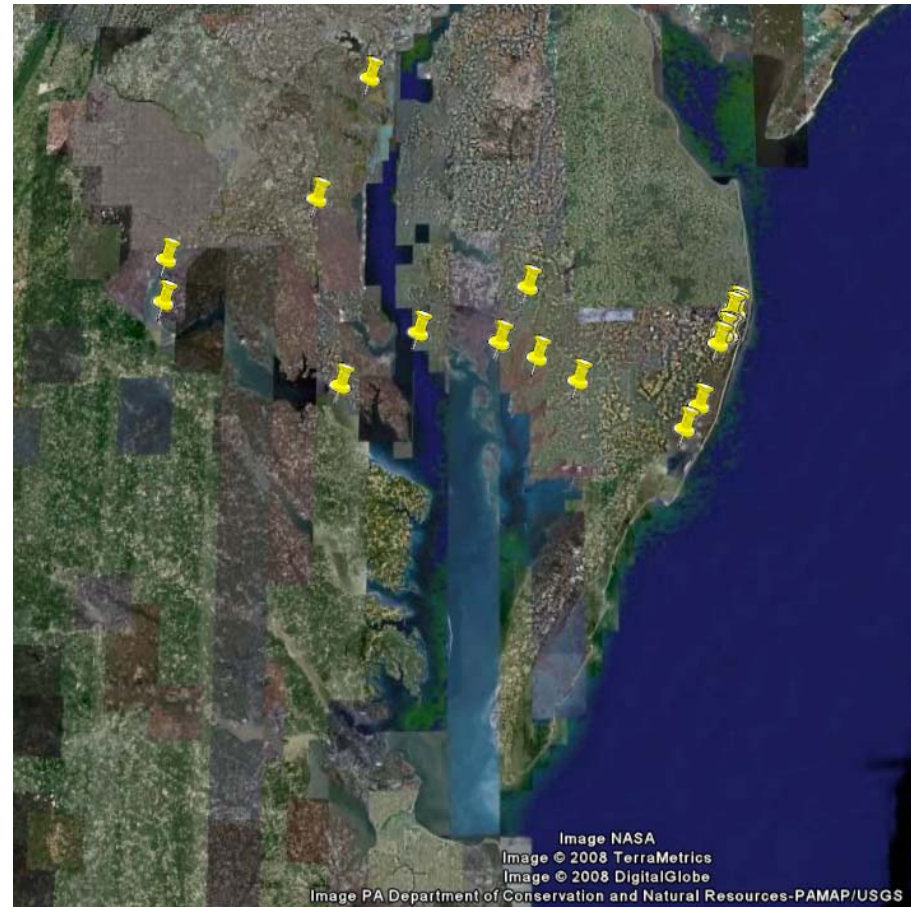 Image NASA
Image © 2008 TerraMetrics
Image © 2008 DigitalGlobe
Image PA Department of Conservation and Natural Resources-PAMAP/USGS